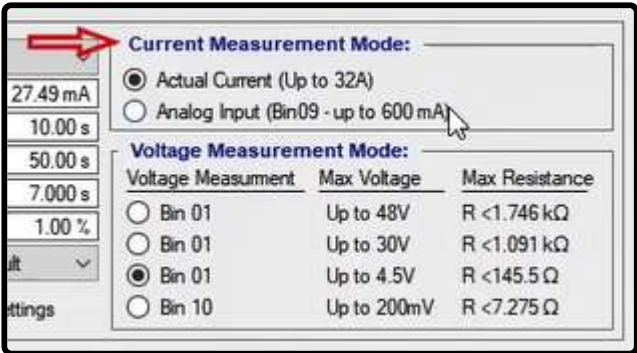 Current Measurement Mode:
Actual Current (Up to 32A)
Analog Input (Bin09 - up to 600 mA)
27.49 mA
10.00 s
50.00 s
7.000 s
1.00 %
Voltage Measurement Mode:
Voltage Measurment Max Voltage Max Resistance
Bin 01 Up to 48V R <1.746 kΩ
Bin 01 Up to 30V R <1.091 kΩ
Bin 01 Up to 4.5V R <145.5 Ω
Bin 10 Up to 200mV R <7.275 Ω